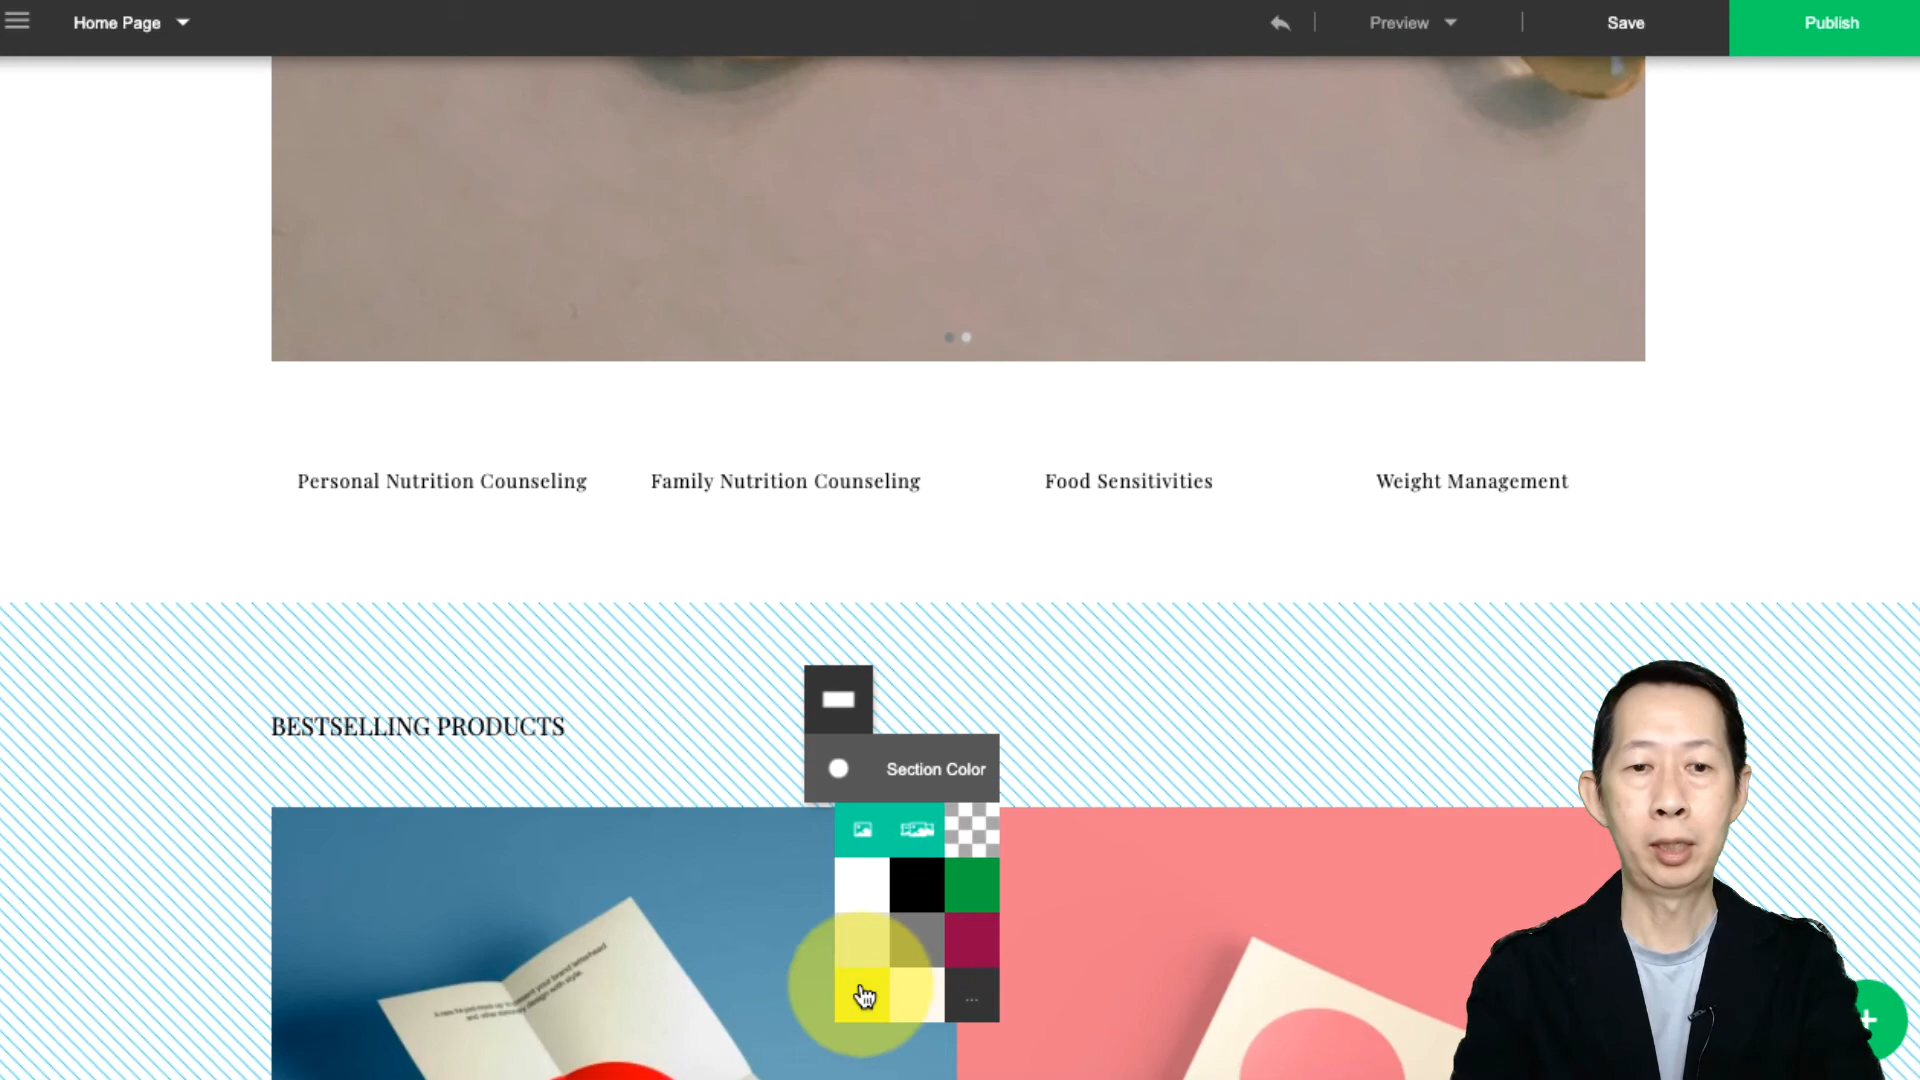 Home Page
Preview
Save
Publish
Personal Nutrition Counseling
Family Nutrition Counseling
Food Sensitivities
Weight Management
BESTSELLING PRODUCTS
Section Color
...